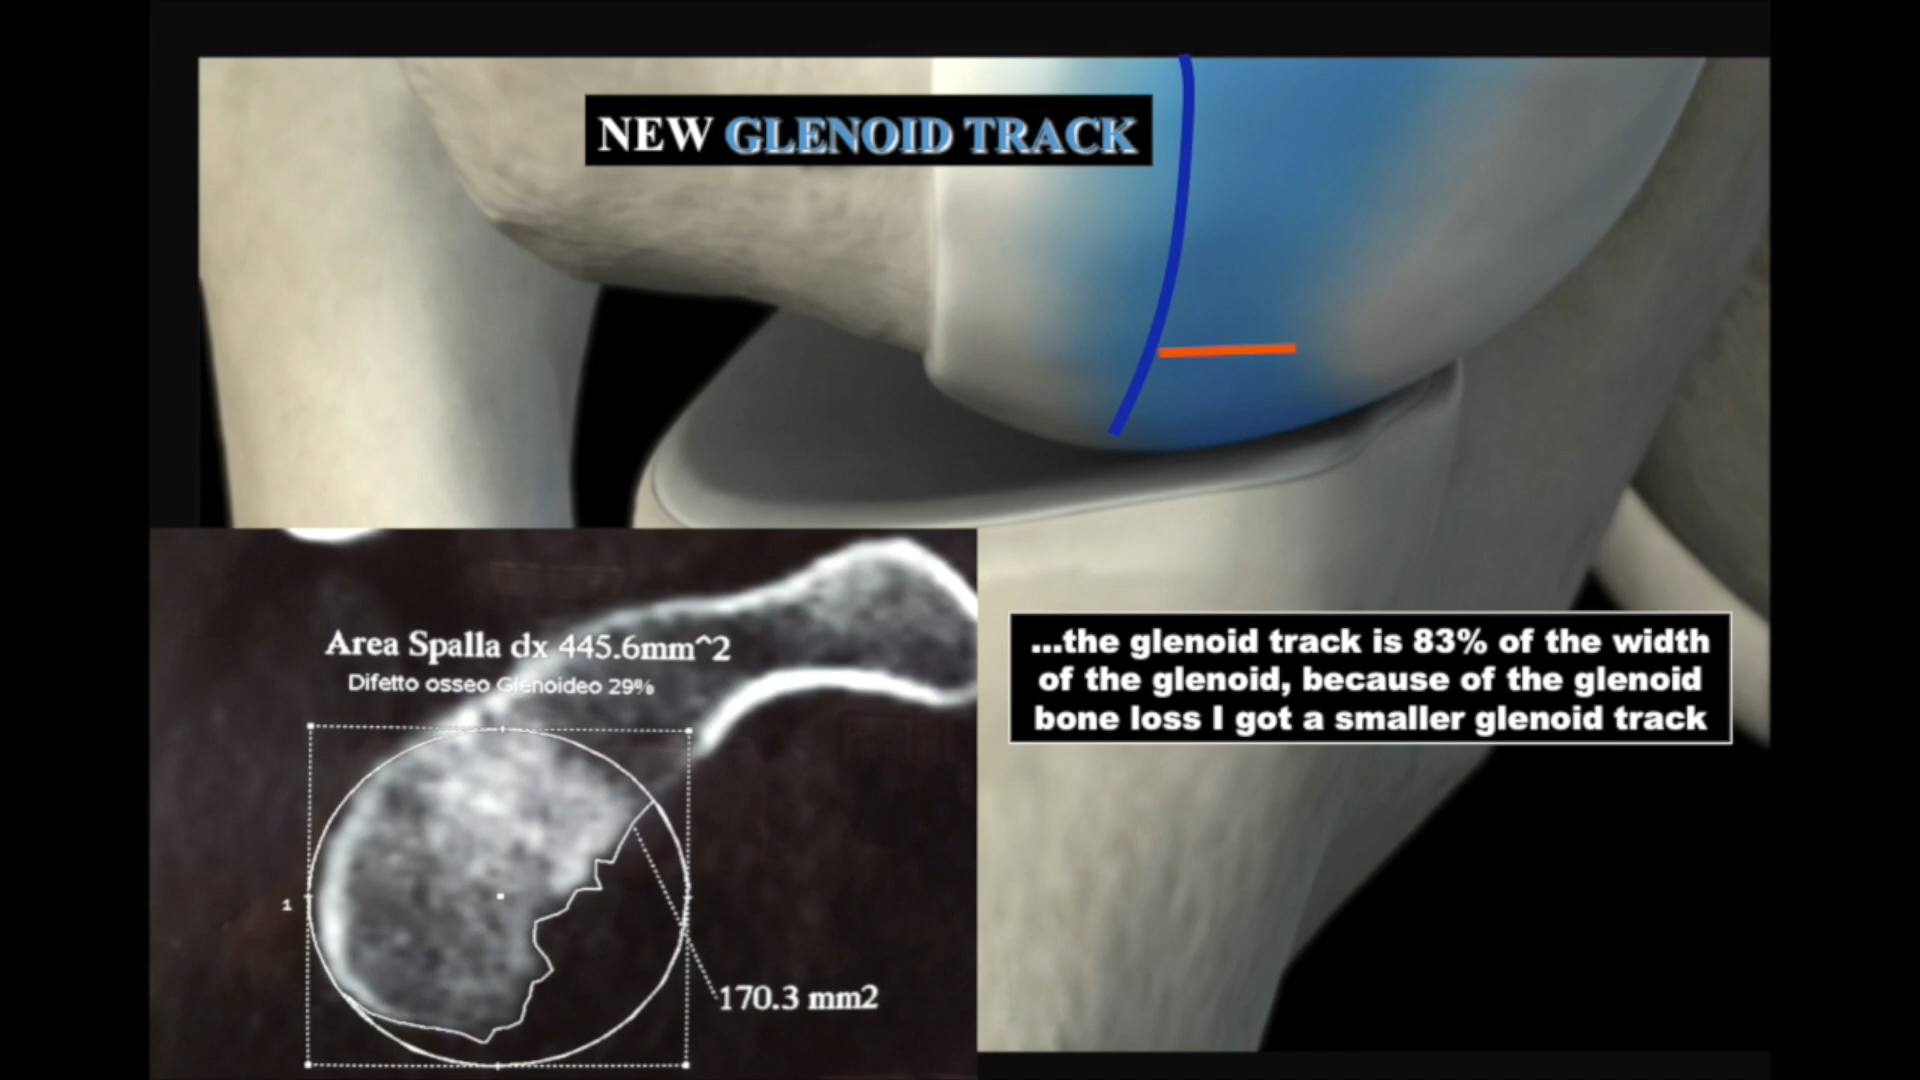 NEW GLENOID TRACK
Area Spalla dx 445.6mm^2
Difetto osseo Glenoideo 29%
1
170.3 mm2
...the glenoid track is 83% of the width
of the glenoid, because of the glenoid
bone loss I got a smaller glenoid track